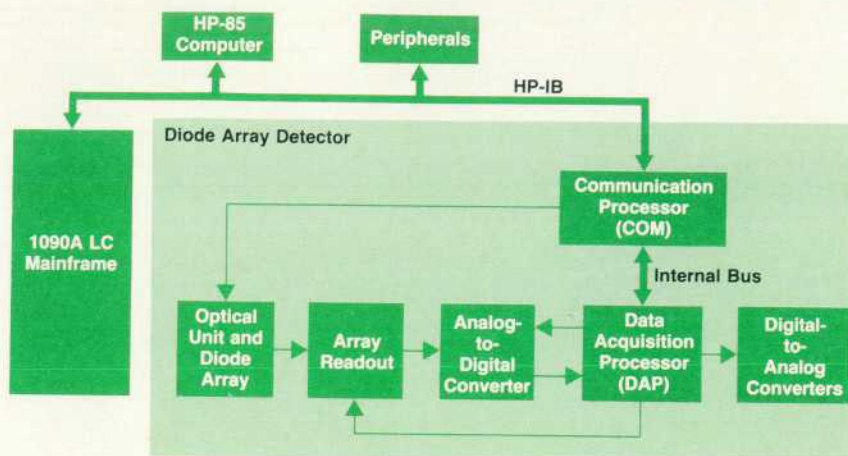 HP-85
Computer
Peripherals
HP-IB
Diode Array Detector
Communication
Processor
(COM)
1090A LC
Mainframe
Internal Bus
Optical
Unit and
Diode
Array
Array
Readout
Analog-
to-
Digital
Converter
Data
Acquisition
Processor
(DAP)
Digital-
to-
Analog
Converters